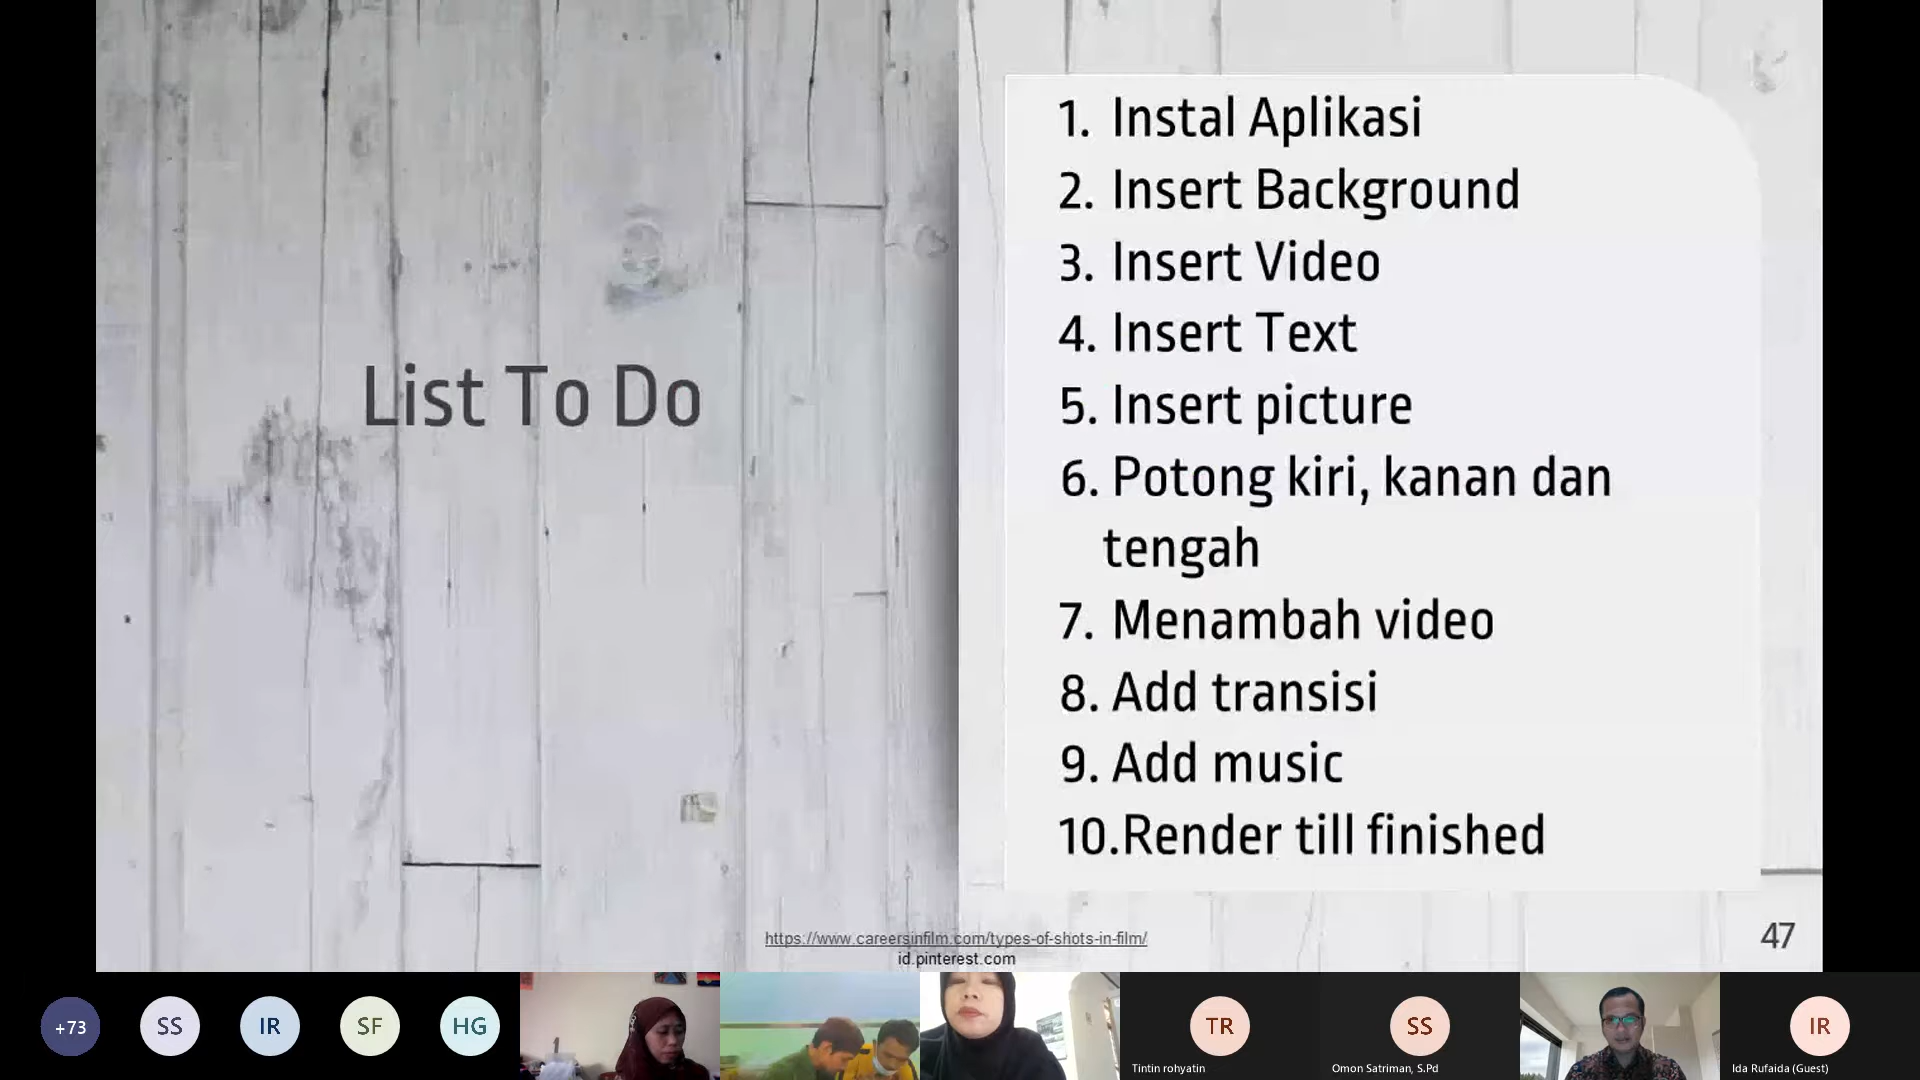 List To Do
1. Instal Aplikasi
2. Insert Background
3. Insert Video
4. Insert Text
5. Insert picture
6. Potong kiri, kanan dan
tengah
7. Menambah video
8. Add transisi
9. Add music
10.Render till finished
https://www.careersinfilm.com/types-of-shots-in-film/
id.pinterest.com
47
+73
SS
IR
SF
HG
TR
Tintin rohyatin
SS
Omon Satriman, S.Pd
IR
Ida Rufaida (Guest)